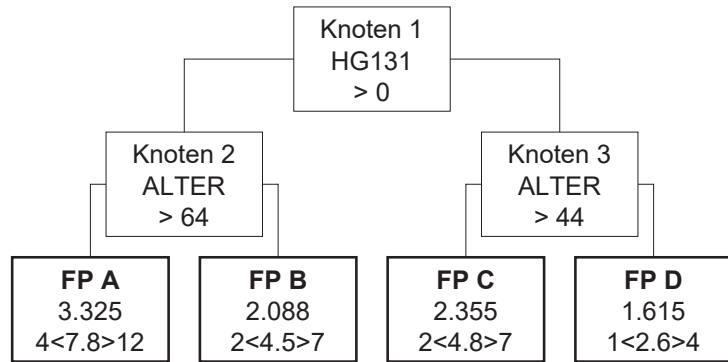 Knoten 1
HG131
> 0
Knoten 2
ALTER
> 64
Knoten 3
ALTER
> 44
FP A
3.325
4<7.8>12
FP B
2.088
2<4.5>7
FP C
2.355
2<4.8>7
FP D
1.615
1<2.6>4